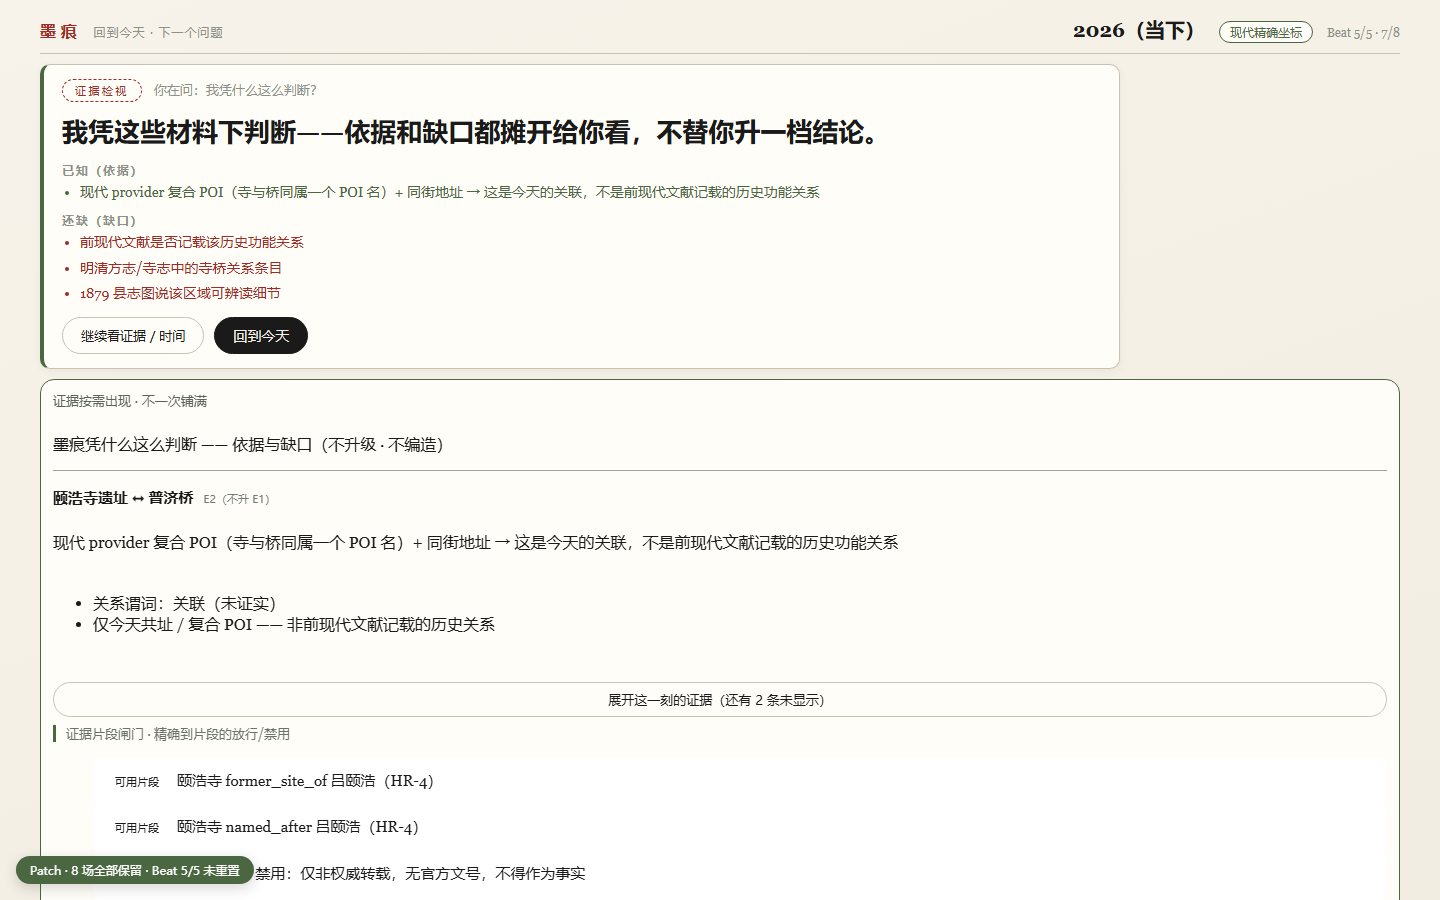 墨痕 回到今天 · 下一个问题 2026（当下） 现代精确坐标 Beat 5/5 · 7/8
证据检视 你在问：我凭什么这么判断？
我凭这些材料下判断——依据和缺口都摊开给你看，不替你升一档结论。
已知（依据）
• 现代 provider 复合 POI（寺与桥同属一个 POI 名）+ 同街地址 → 这是今天的关联，不是前现代文献记载的历史功能关系
还缺（缺口）
• 前现代文献是否记载该历史功能关系
• 明清方志/寺志中的寺桥关系条目
• 1879 县志图说该区域可辨读细节
继续看证据 / 时间 回到今天
证据按需出现 · 不一次铺满
墨痕凭什么这么判断 —— 依据与缺口（不升级 · 不编造）
颐浩寺遗址 ↔ 普济桥 E2（不升 E1）
现代 provider 复合 POI（寺与桥同属一个 POI 名）+ 同街地址 → 这是今天的关联，不是前现代文献记载的历史功能关系
• 关系谓词：关联（未证实）
• 仅今天共址 / 复合 POI —— 非前现代文献记载的历史关系
展开这一刻的证据（还有 2 条未显示）
证据片段闸门 · 精确到片段的放行/禁用
可用片段 颐浩寺 former_site_of 吕颐浩（HR-4）
可用片段 颐浩寺 named_after 吕颐浩（HR-4）
Patch · 8 场全部保留 · Beat 5/5 未重置 禁用：仅非权威转载，无官方文号，不得作为事实